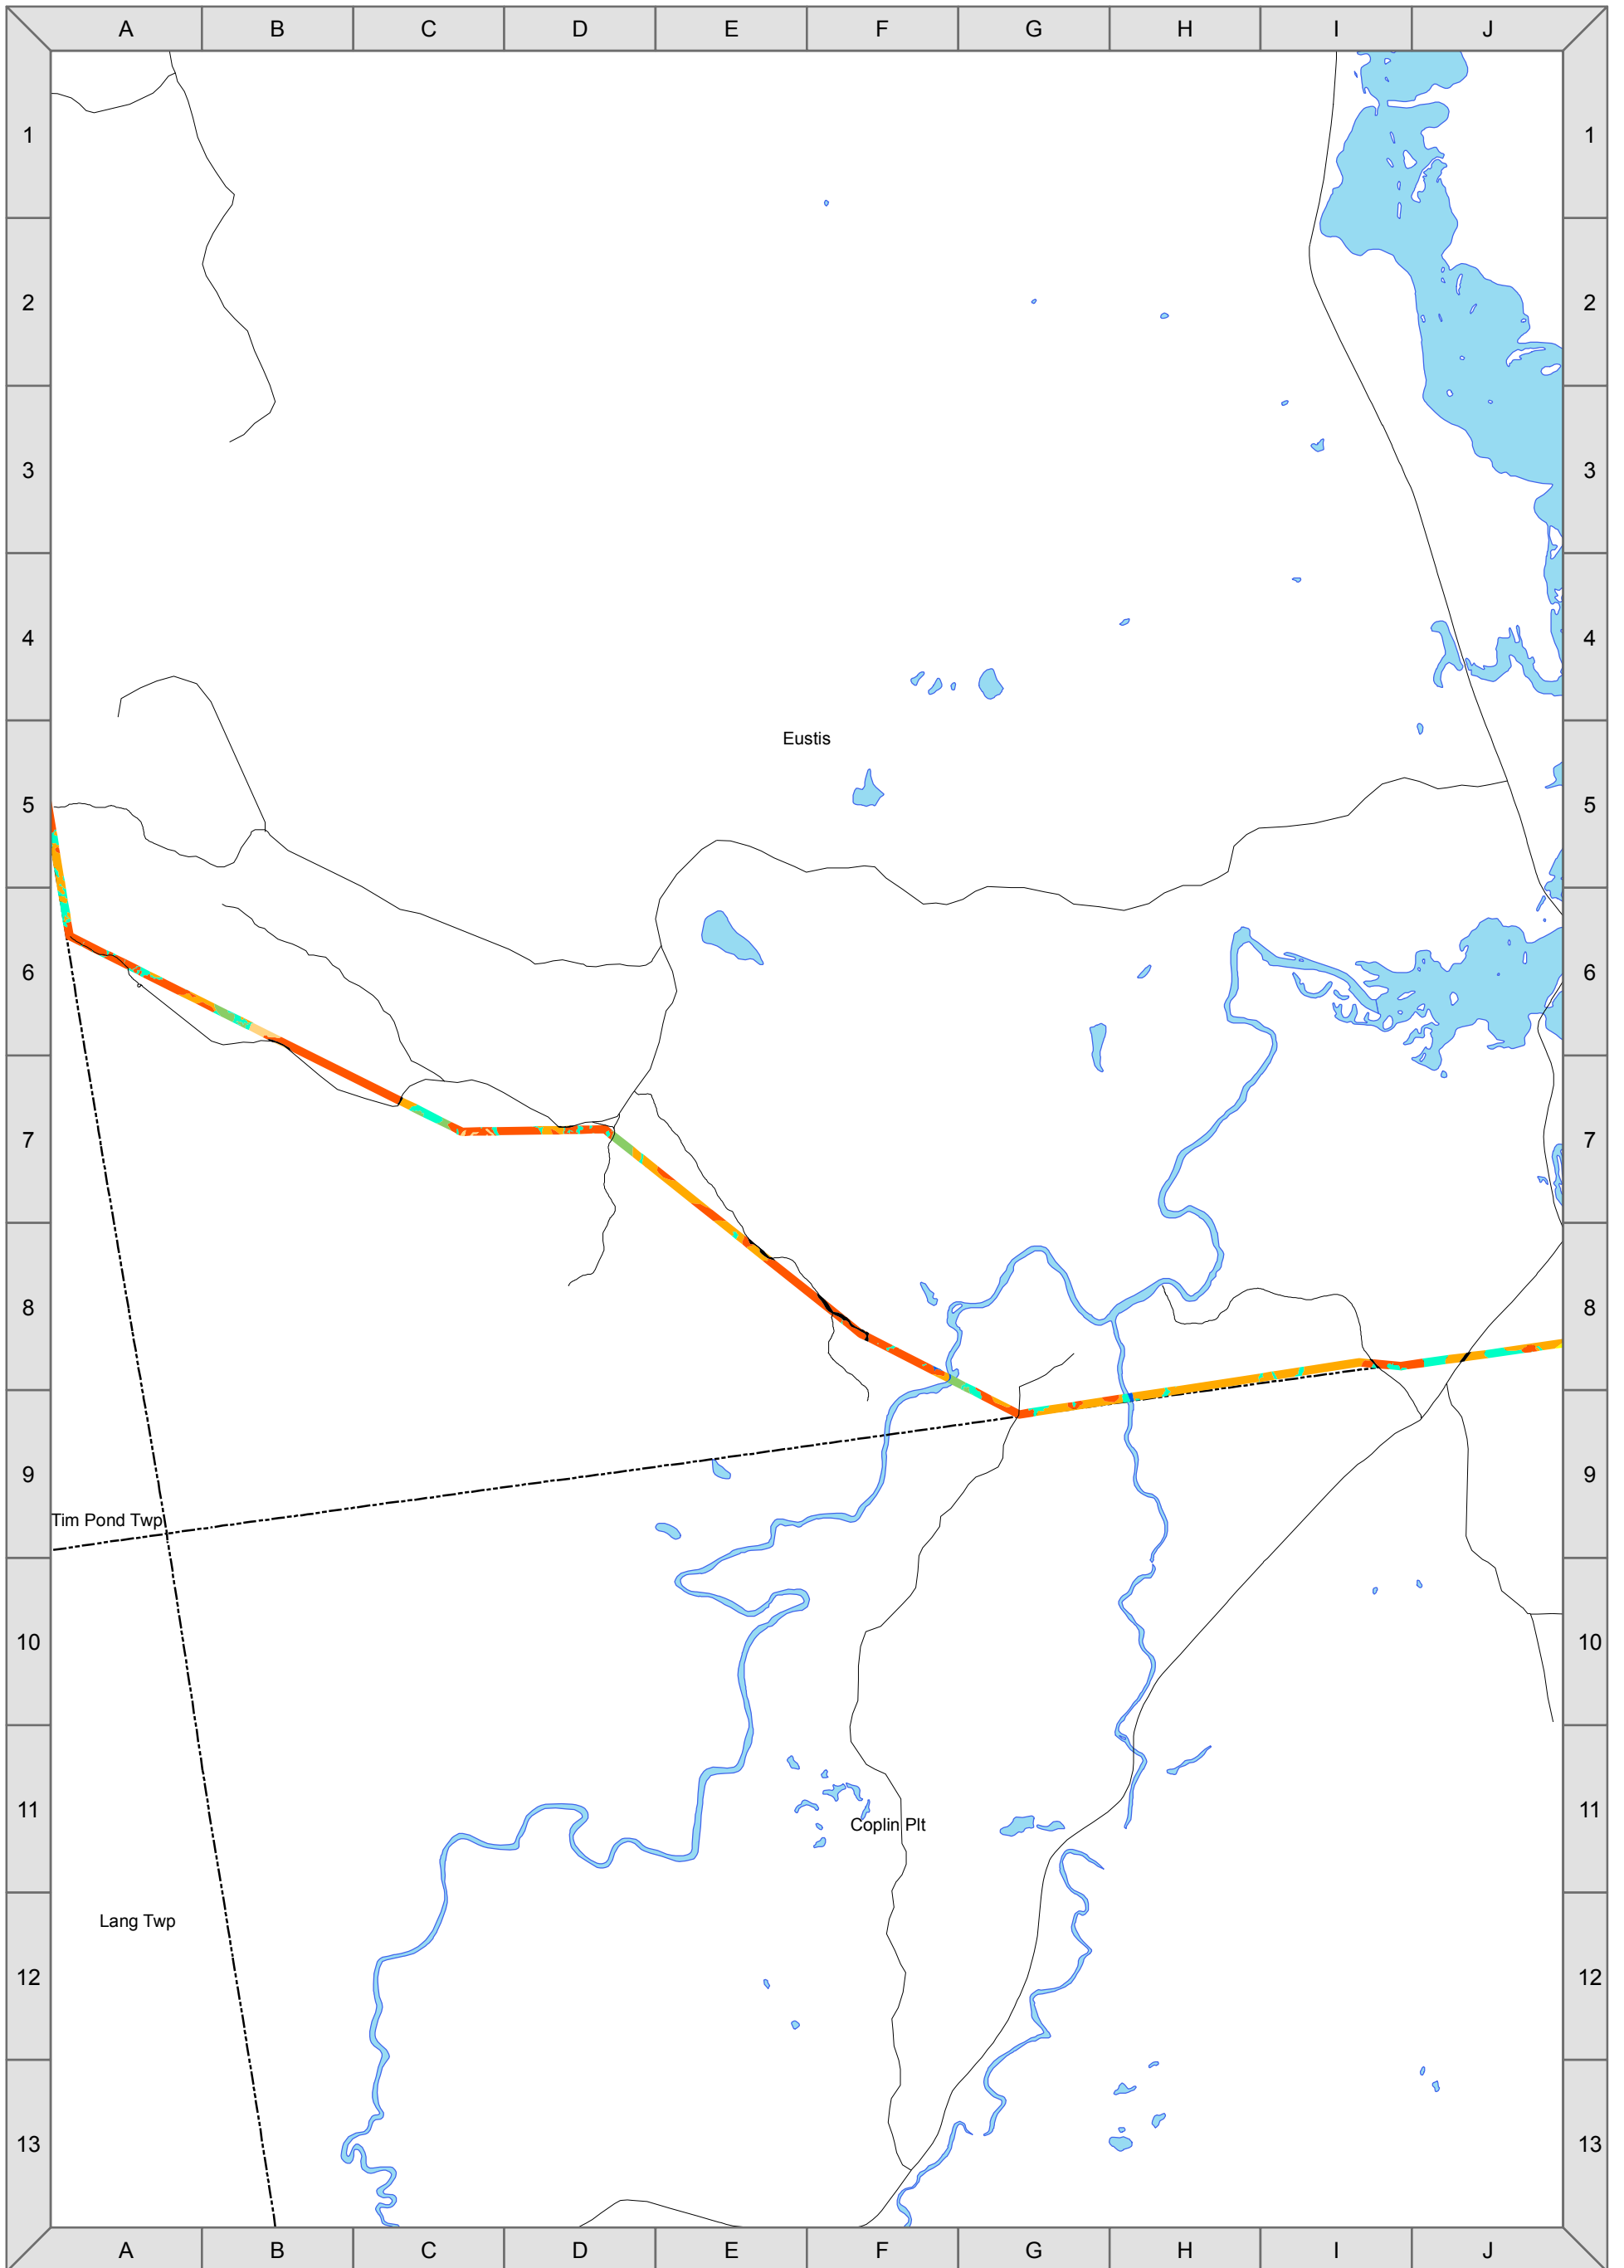 A B C D E F G H I J
1 1
2 2
3 3
4 4
Eustis
5 5
6 6
7 7
8 8
9 9
Tim Pond Twp
10 10
11 11
Coplin Plt
Lang Twp
12 12
13 13
A B C D E F G H I J